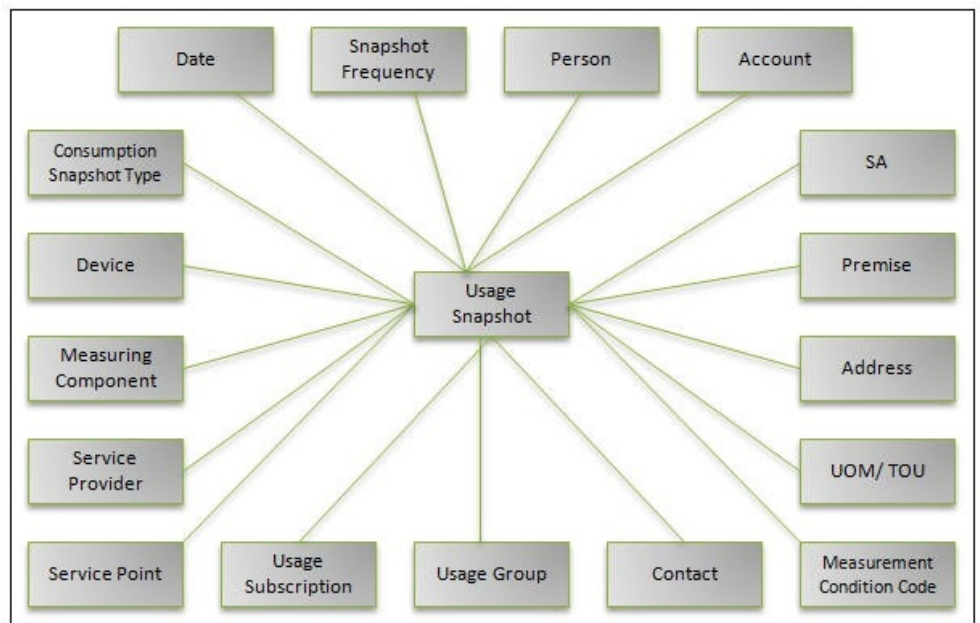 Date
Snapshot
Frequency
Person
Account
Consumption
Snapshot Type
SA
Device
Usage
Snapshot
Premise
Measuring
Component
Address
Service
Provider
UOM/ TOU
Service Point
Usage
Subscription
Usage Group
Contact
Measurement
Condition Code